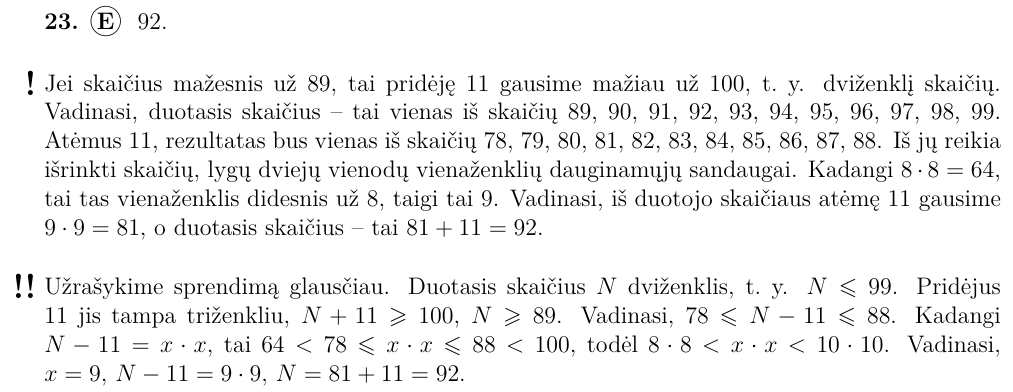 23. Ⓔ 92.
! Jei skaičius mažesnis už 89, tai pridėję 11 gausime mažiau už 100, t. y. dviženklį skaičių.
Vadinasi, duotasis skaičius – tai vienas iš skaičių 89, 90, 91, 92, 93, 94, 95, 96, 97, 98, 99.
Atėmus 11, rezultatas bus vienas iš skaičių 78, 79, 80, 81, 82, 83, 84, 85, 86, 87, 88. Iš jų reikia
išrinkti skaičių, lygų dviejų vienodų vienaženklių dauginamųjų sandaugai. Kadangi 8 · 8 = 64,
tai tas vienaženklis didesnis už 8, taigi tai 9. Vadinasi, iš duotojo skaičiaus atėmę 11 gausime
9 · 9 = 81, o duotasis skaičius – tai 81 + 11 = 92.
!! Užrašykime sprendimą glausčiau. Duotasis skaičius N dviženklis, t. y. N ⩽ 99. Pridėjus
11 jis tampa triženkliu, N + 11 ⩾ 100, N ⩾ 89. Vadinasi, 78 ⩽ N − 11 ⩽ 88. Kadangi
N − 11 = x · x, tai 64 < 78 ⩽ x · x ⩽ 88 < 100, todėl 8 · 8 < x · x < 10 · 10. Vadinasi,
x = 9, N − 11 = 9 · 9, N = 81 + 11 = 92.